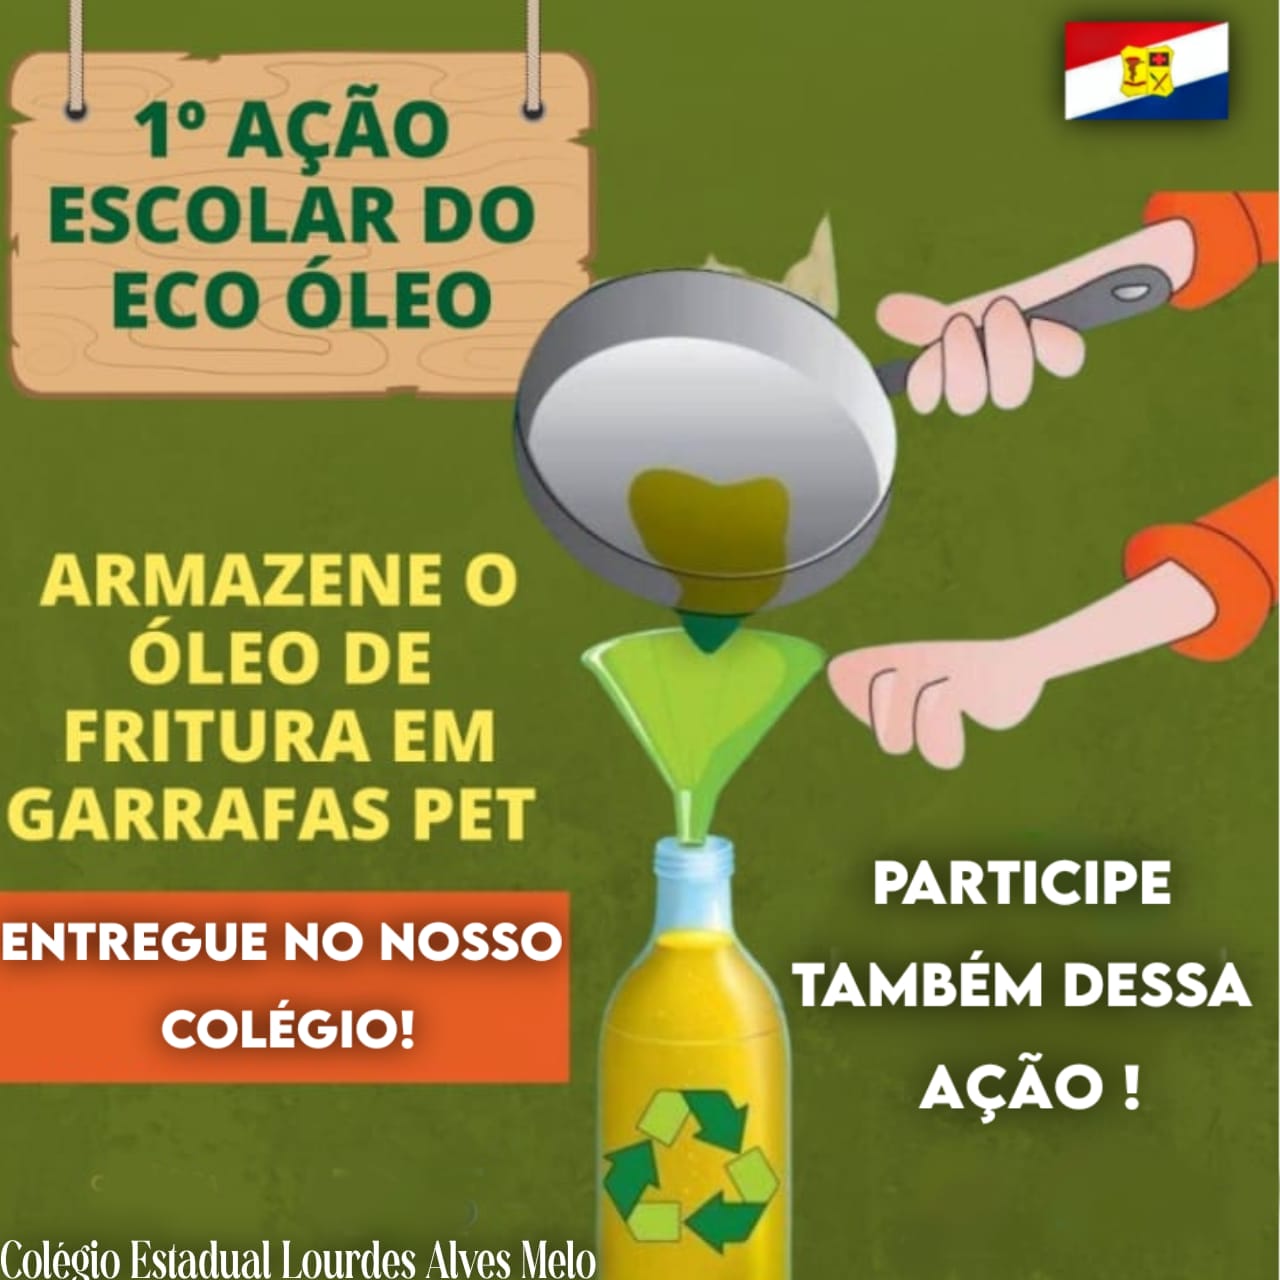 1º AÇÃO
ESCOLAR DO
ECO ÓLEO
ARMAZENE O
ÓLEO DE
FRITURA EM
GARRAFAS PET
ENTREGUE NO NOSSO
COLÉGIO!
PARTICIPE
TAMBÉM DESSA
AÇÃO !
Colégio Estadual Lourdes Alves Melo